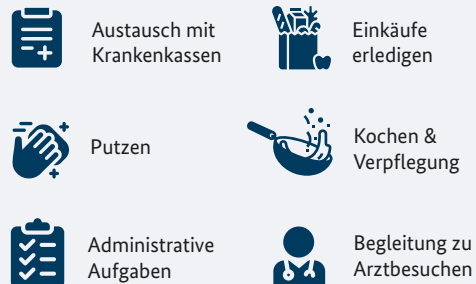 Austausch mit
Krankenkassen
Einkäufe
erledigen
Putzen
Kochen &
Verpflegung
Administrative
Aufgaben
Begleitung zu
Arztbesuchen